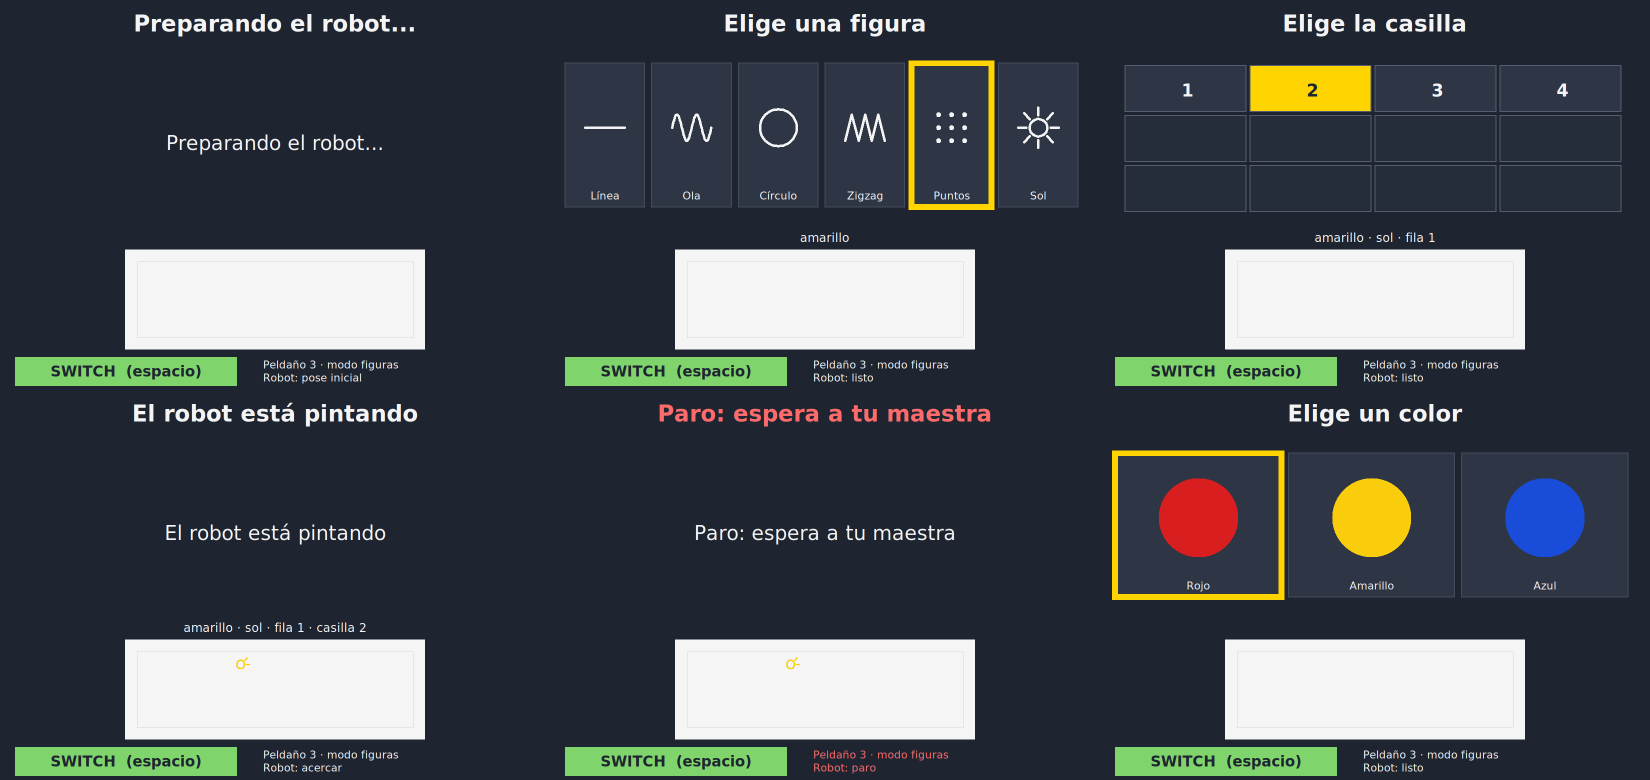 Preparando el robot...
Preparando el robot...
SWITCH (espacio)
Peldaño 3 · modo figuras
Robot: pose inicial
Elige una figura
Línea
Ola
Círculo
Zigzag
Puntos
Sol
amarillo
SWITCH (espacio)
Peldaño 3 · modo figuras
Robot: listo
Elige la casilla
1
2
3
4
amarillo · sol · fila 1
SWITCH (espacio)
Peldaño 3 · modo figuras
Robot: listo
El robot está pintando
El robot está pintando
amarillo · sol · fila 1 · casilla 2
SWITCH (espacio)
Peldaño 3 · modo figuras
Robot: acercar
Paro: espera a tu maestra
Paro: espera a tu maestra
SWITCH (espacio)
Peldaño 3 · modo figuras
Robot: paro
Elige un color
Rojo
Amarillo
Azul
SWITCH (espacio)
Peldaño 3 · modo figuras
Robot: listo